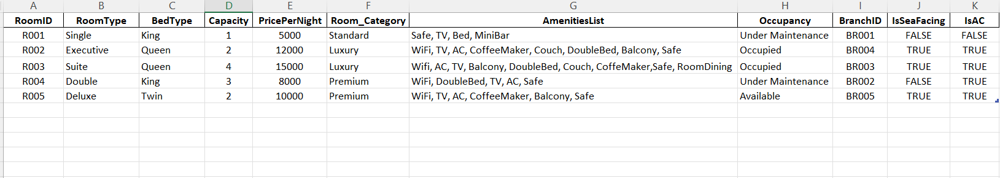 A B C D E F G H I J K
RoomID RoomType BedType Capacity PricePerNight Room_Category AmenitiesList Occupancy BranchID IsSeaFacing IsAC
R001 Single King 1 5000 Standard Safe, TV, Bed, MiniBar Under Maintenance BR001 FALSE FALSE
R002 Executive Queen 2 12000 Luxury WiFi, TV, AC, CoffeeMaker, Couch, DoubleBed, Balcony, Safe Occupied BR004 TRUE TRUE
R003 Suite Queen 4 15000 Luxury Wifi, AC, TV, Balcony, DoubleBed, Couch, CoffeMaker,Safe, RoomDining Occupied BR003 TRUE TRUE
R004 Double King 3 8000 Premium WiFi, DoubleBed, TV, AC, Safe Under Maintenance BR002 FALSE TRUE
R005 Deluxe Twin 2 10000 Premium WiFi, TV, AC, CoffeeMaker, Balcony, Safe Available BR005 TRUE TRUE